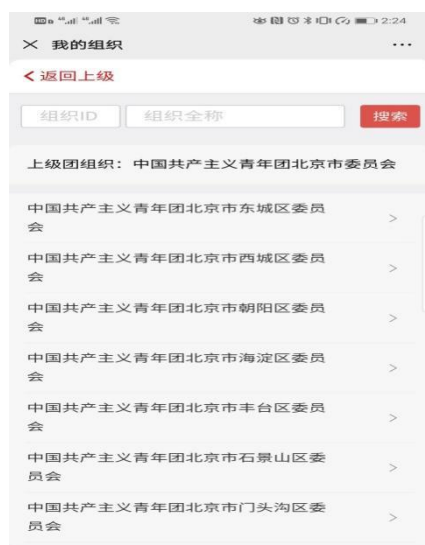 2:24
我的组织
返回上级
组织ID 组织全称 搜索
上级团组织：中国共产主义青年团北京市委员会
中国共产主义青年团北京市东城区委员
会
中国共产主义青年团北京市西城区委员
会
中国共产主义青年团北京市朝阳区委员
会
中国共产主义青年团北京市海淀区委员
会
中国共产主义青年团北京市丰台区委员
会
中国共产主义青年团北京市石景山区委
员会
中国共产主义青年团北京市门头沟区委
员会